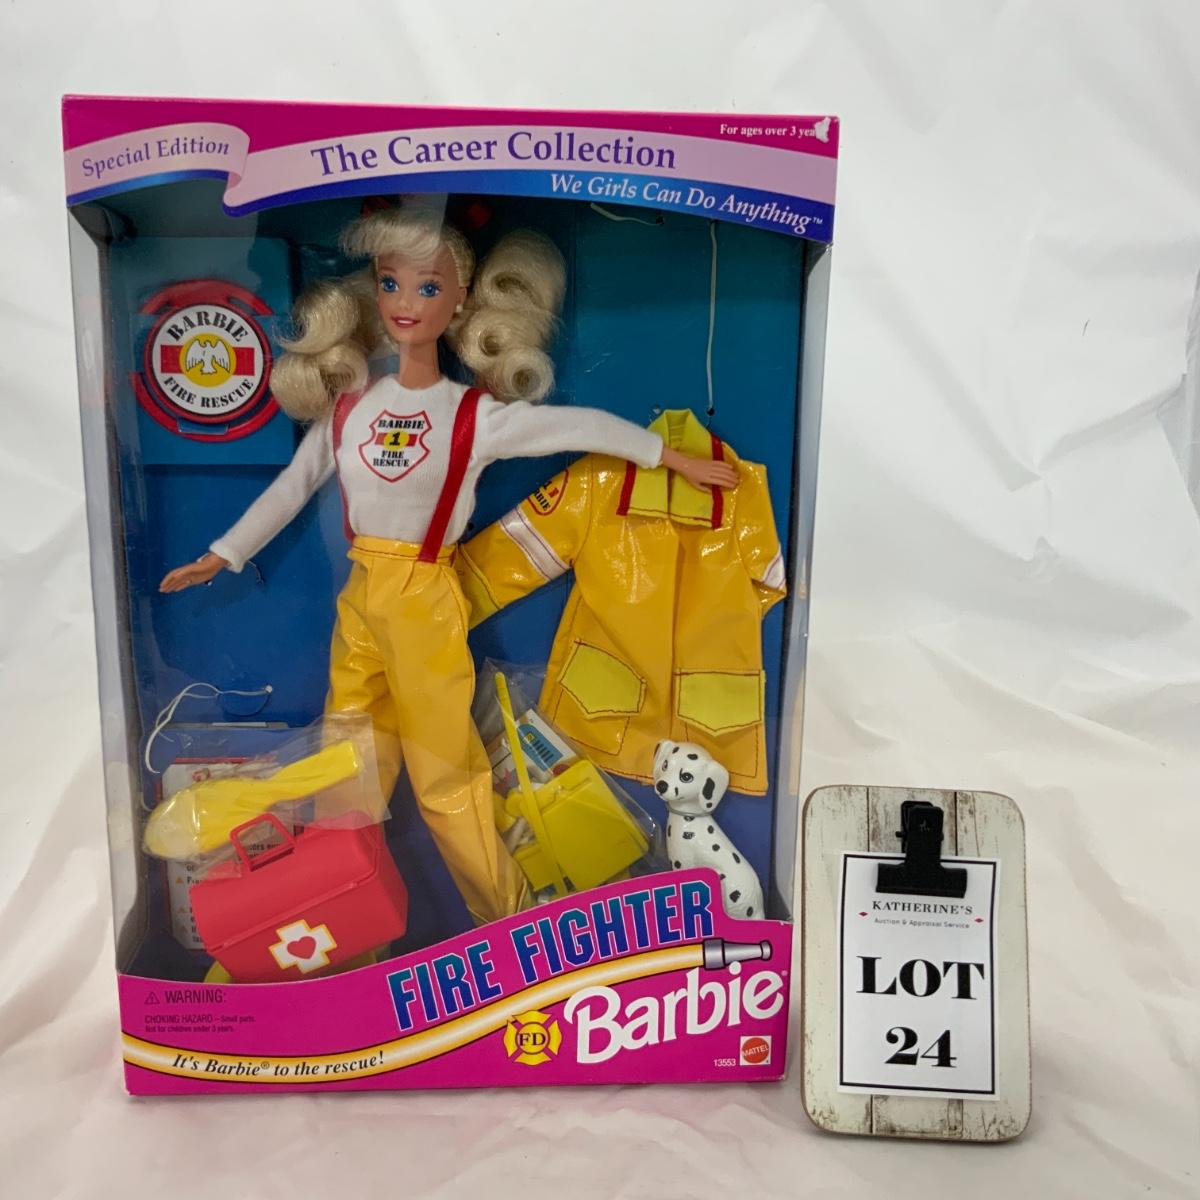 For ages over 3 yea
Special Edition
The Career Collection
We Girls Can Do Anything™
BARBIE
FIRE RESCUE
BARBIE
1
FIRE
RESCUE
FIRE FIGHTER
Barbie®
FD
⚠ WARNING:
CHOKING HAZARD – Small parts.
Not for children under 3 years.
It's Barbie® to the rescue!
13553
MATTEL
KATHERINE'S
Auction & Appraisal Service
LOT
24